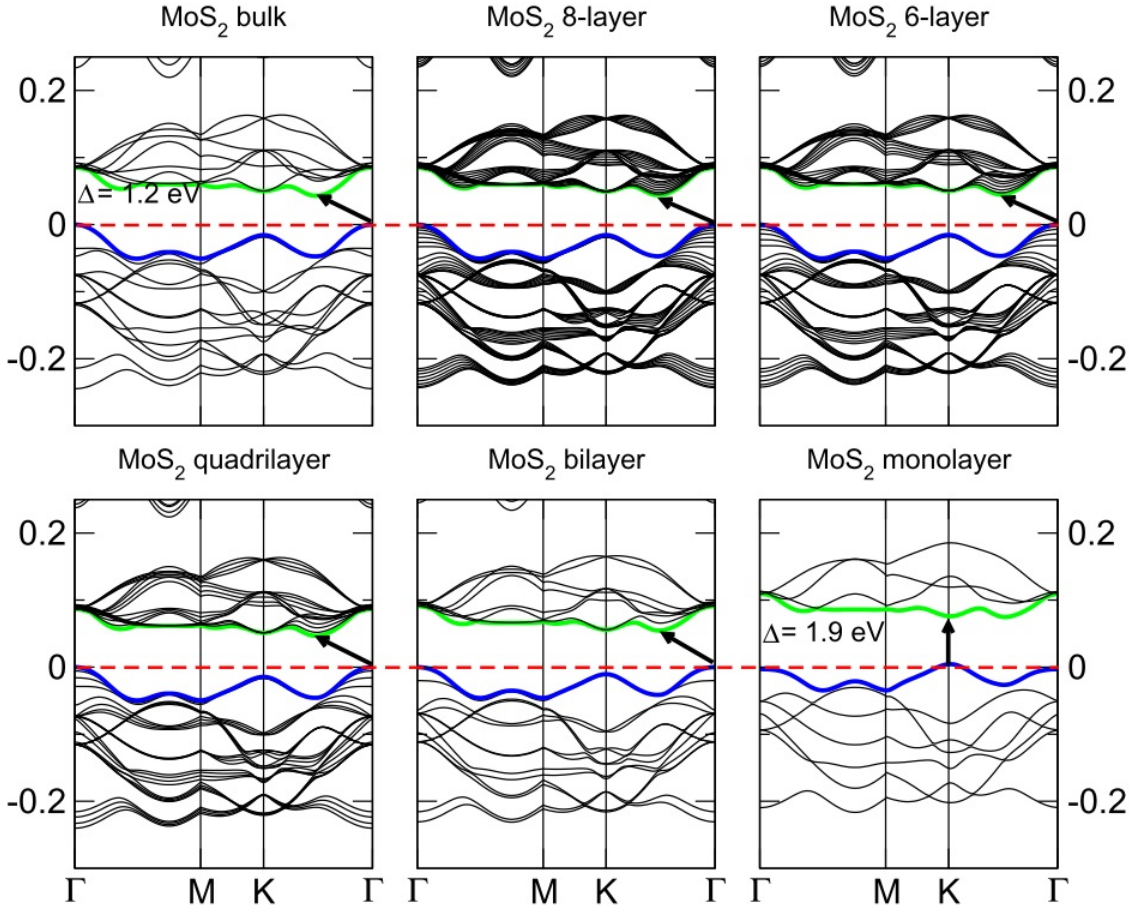 MoS₂ bulk MoS₂ 8-layer MoS₂ 6-layer
0.2 0.2
Δ= 1.2 eV
0 0
-0.2 -0.2
MoS₂ quadrilayer MoS₂ bilayer MoS₂ monolayer
0.2 0.2
Δ= 1.9 eV
0 0
-0.2 -0.2
Γ M K Γ Γ M K Γ Γ M K Γ